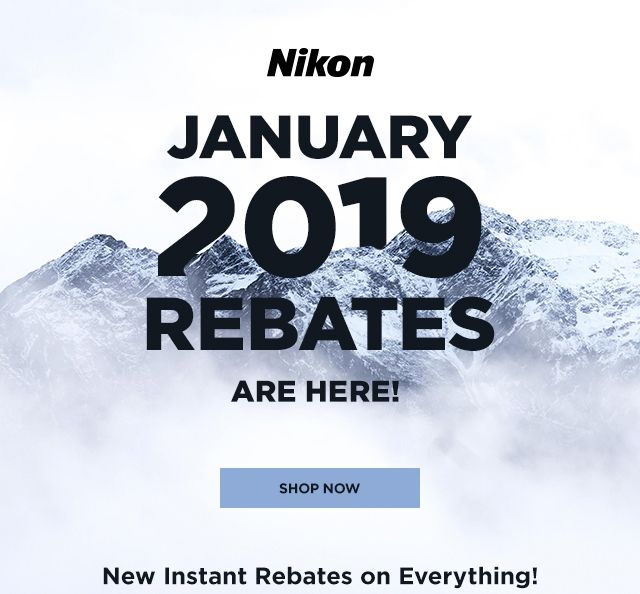 Nikon
JANUARY
2019
REBATES
ARE HERE!
SHOP NOW
New Instant Rebates on Everything!